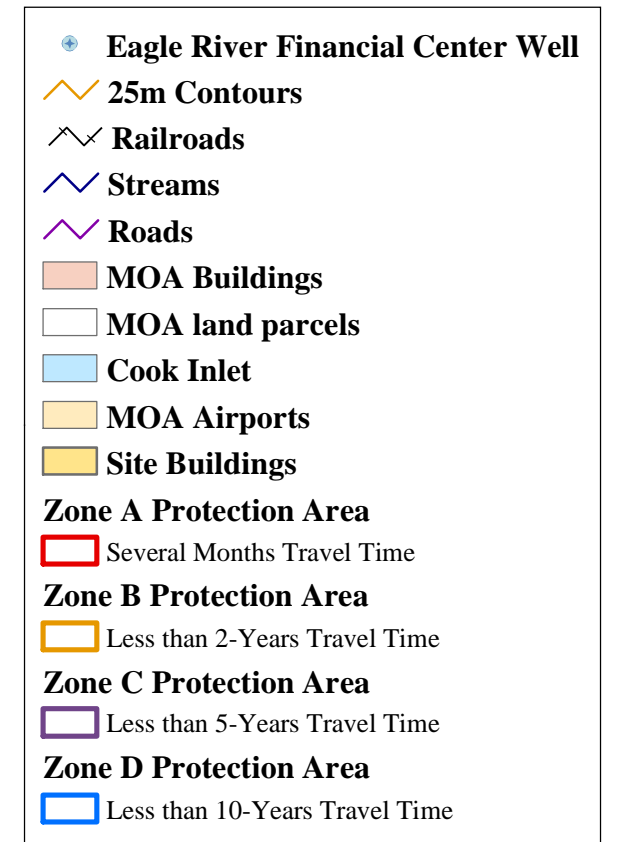 Eagle River Financial Center Well
25m Contours
Railroads
Streams
Roads
MOA Buildings
MOA land parcels
Cook Inlet
MOA Airports
Site Buildings
Zone A Protection Area
Several Months Travel Time
Zone B Protection Area
Less than 2-Years Travel Time
Zone C Protection Area
Less than 5-Years Travel Time
Zone D Protection Area
Less than 10-Years Travel Time